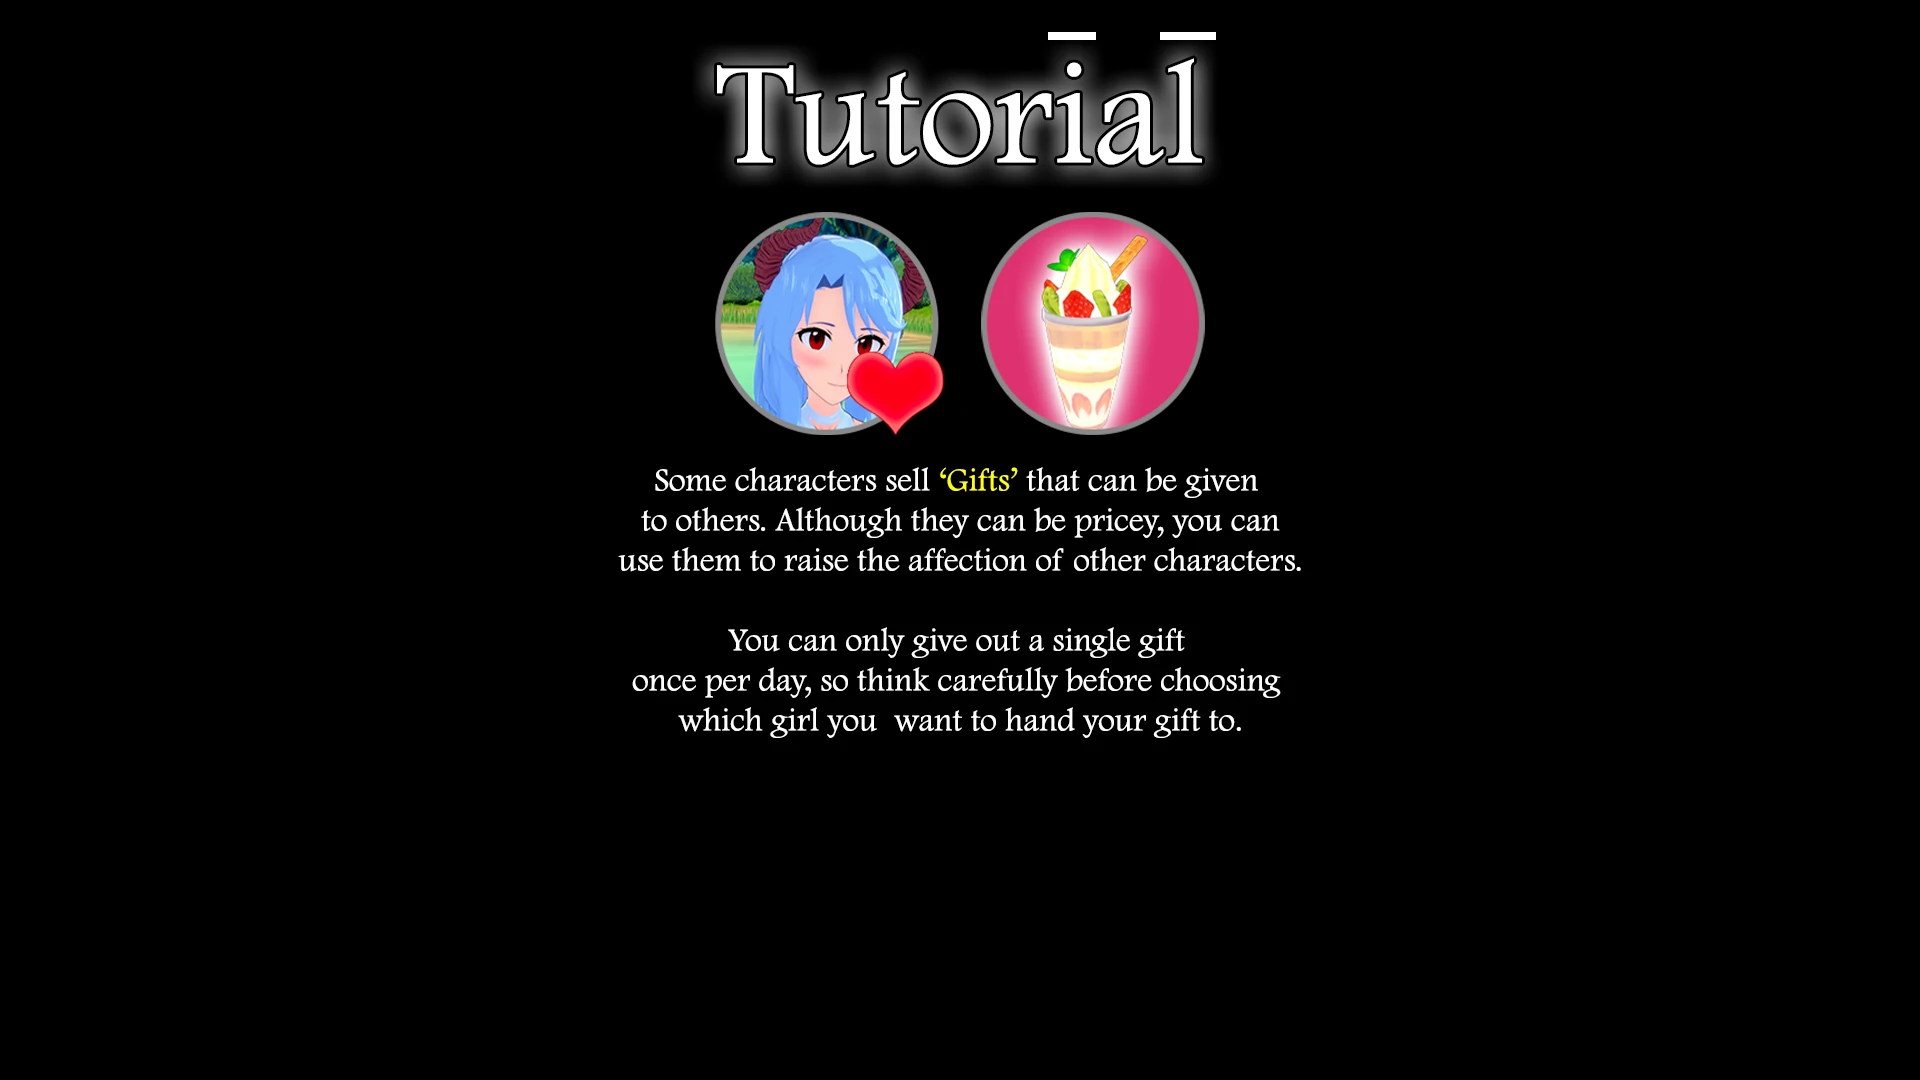 Tutorial
Some characters sell ‘Gifts’ that can be given
to others. Although they can be pricey, you can
use them to raise the affection of other characters.
You can only give out a single gift
once per day, so think carefully before choosing
which girl you  want to hand your gift to.